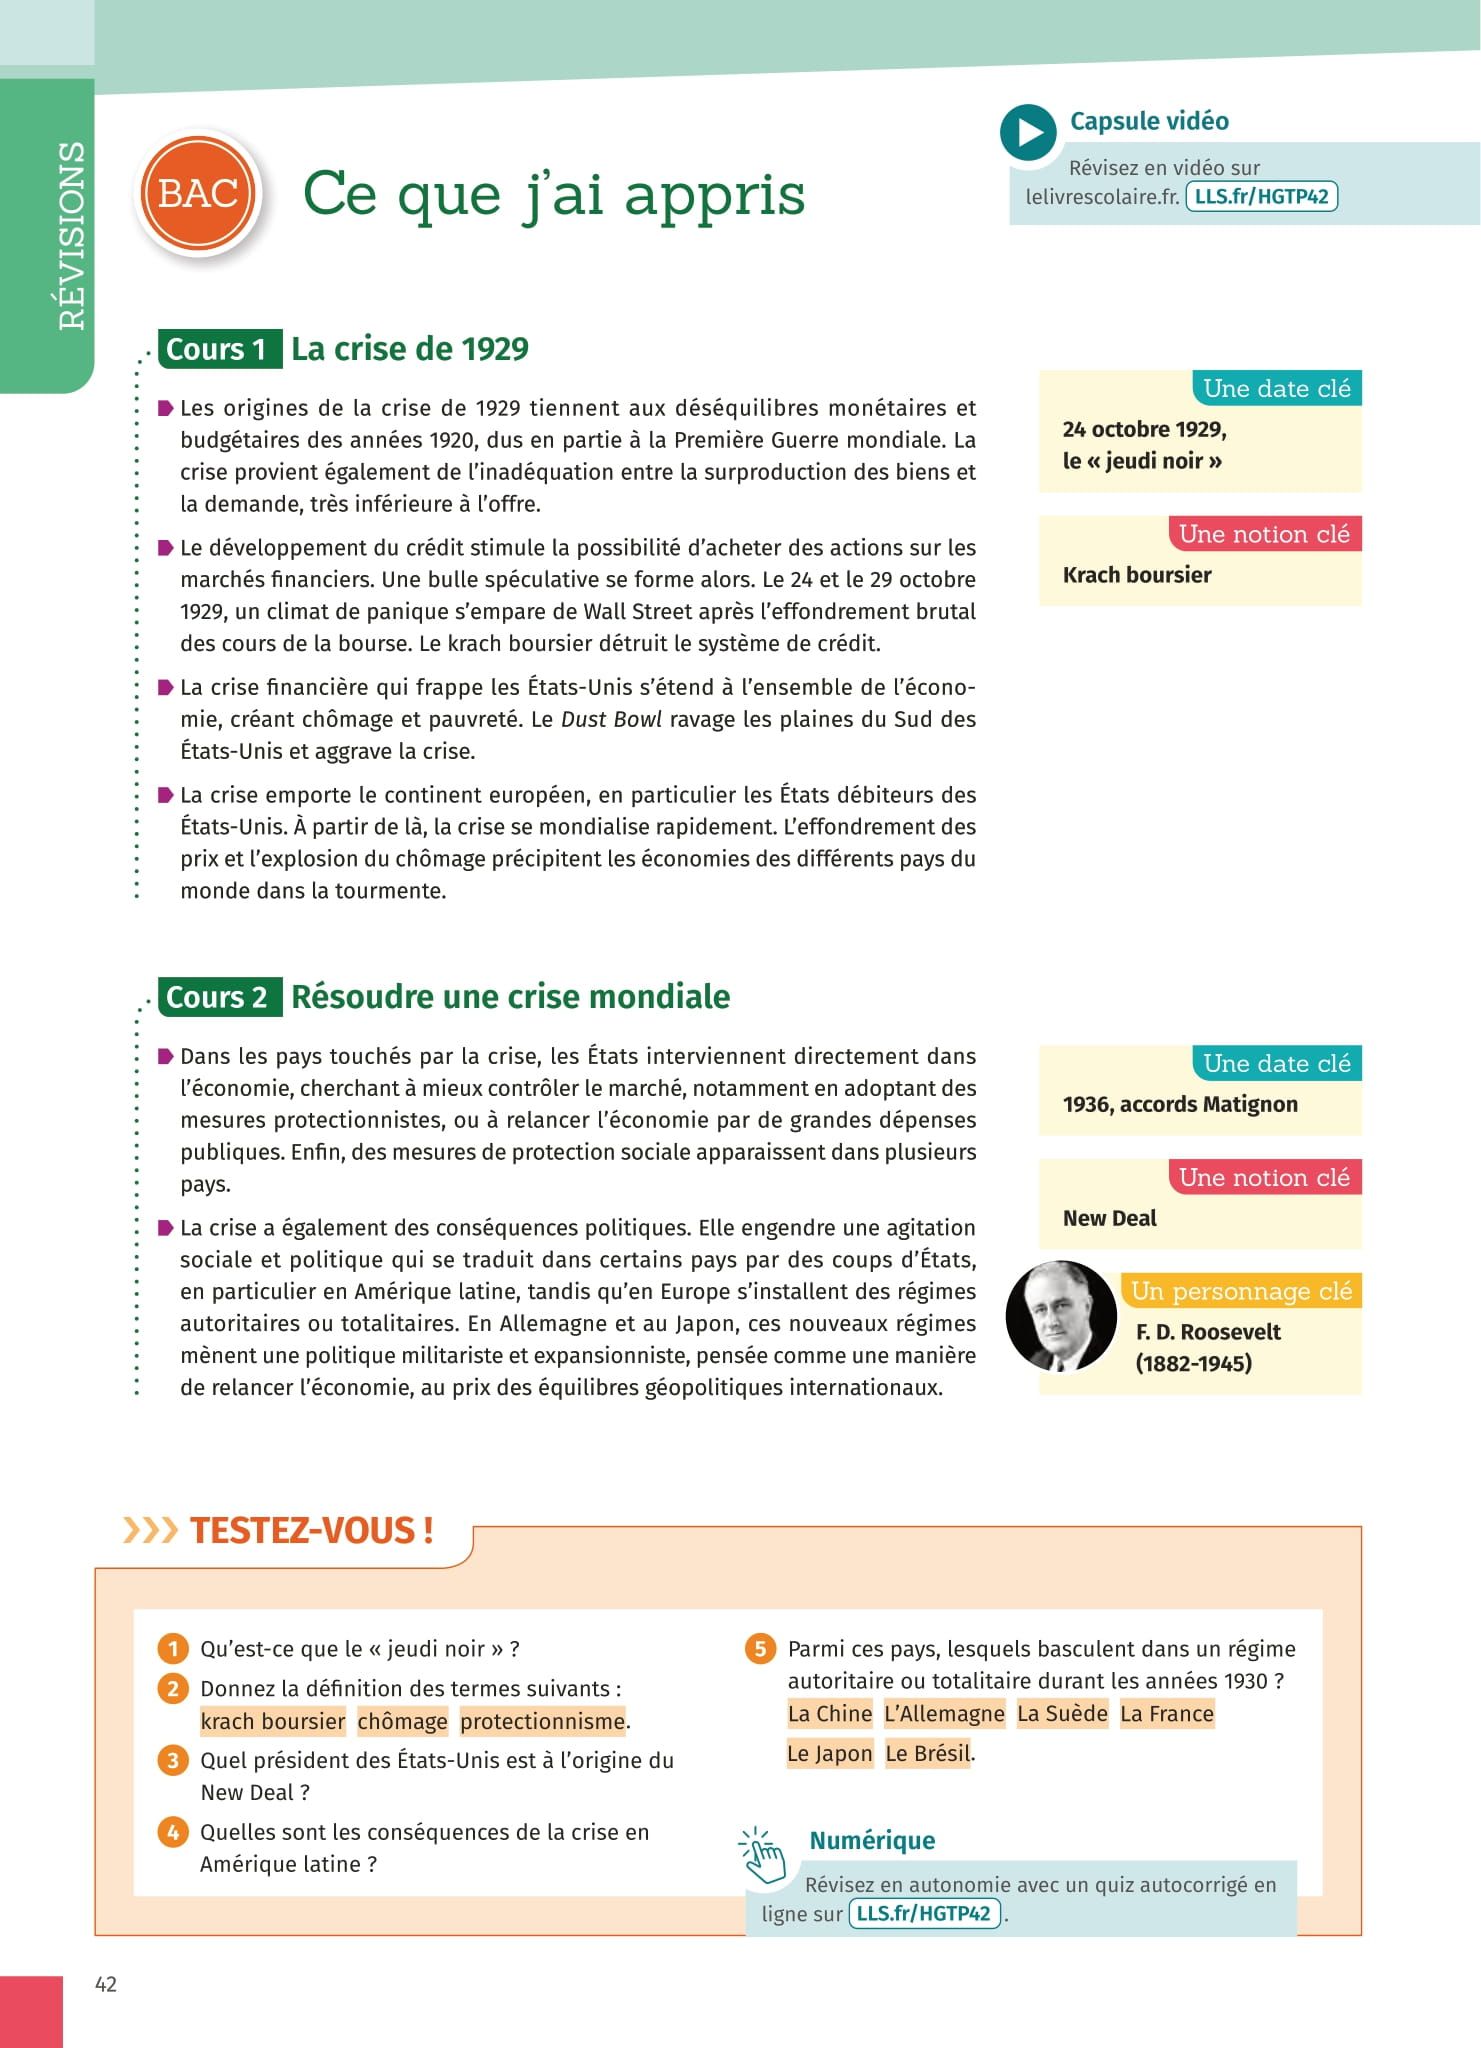 RÉVISIONS
BAC
Ce que j'ai appris
Capsule vidéo
Révisez en vidéo sur
lelivrescolaire.fr. LLS.fr/HGTP42
Cours 1 La crise de 1929
Les origines de la crise de 1929 tiennent aux déséquilibres monétaires et
budgétaires des années 1920, dus en partie à la Première Guerre mondiale. La
crise provient également de l'inadéquation entre la surproduction des biens et
la demande, très inférieure à l'offre.
Le développement du crédit stimule la possibilité d'acheter des actions sur les
marchés financiers. Une bulle spéculative se forme alors. Le 24 et le 29 octobre
1929, un climat de panique s'empare de Wall Street après l'effondrement brutal
des cours de la bourse. Le krach boursier détruit le système de crédit.
La crise financière qui frappe les États-Unis s'étend à l'ensemble de l'écono-
mie, créant chômage et pauvreté. Le Dust Bowl ravage les plaines du Sud des
États-Unis et aggrave la crise.
La crise emporte le continent européen, en particulier les États débiteurs des
États-Unis. À partir de là, la crise se mondialise rapidement. L'effondrement des
prix et l'explosion du chômage précipitent les économies des différents pays du
monde dans la tourmente.
Une date clé
24 octobre 1929,
le « jeudi noir »
Une notion clé
Krach boursier
Cours 2 Résoudre une crise mondiale
Dans les pays touchés par la crise, les États interviennent directement dans
l'économie, cherchant à mieux contrôler le marché, notamment en adoptant des
mesures protectionnistes, ou à relancer l'économie par de grandes dépenses
publiques. Enfin, des mesures de protection sociale apparaissent dans plusieurs
pays.
La crise a également des conséquences politiques. Elle engendre une agitation
sociale et politique qui se traduit dans certains pays par des coups d'États,
en particulier en Amérique latine, tandis qu'en Europe s'installent des régimes
autoritaires ou totalitaires. En Allemagne et au Japon, ces nouveaux régimes
mènent une politique militariste et expansionniste, pensée comme une manière
de relancer l'économie, au prix des équilibres géopolitiques internationaux.
Une date clé
1936, accords Matignon
Une notion clé
New Deal
Un personnage clé
F. D. Roosevelt
(1882-1945)
TESTEZ-VOUS !
1 Qu'est-ce que le « jeudi noir » ?
2 Donnez la définition des termes suivants :
krach boursier chômage protectionnisme.
3 Quel président des États-Unis est à l'origine du
New Deal ?
4 Quelles sont les conséquences de la crise en
Amérique latine ?
5 Parmi ces pays, lesquels basculent dans un régime
autoritaire ou totalitaire durant les années 1930 ?
La Chine L'Allemagne La Suède La France
Le Japon Le Brésil.
Numérique
Révisez en autonomie avec un quiz autocorrigé en
ligne sur LLS.fr/HGTP42 .
42